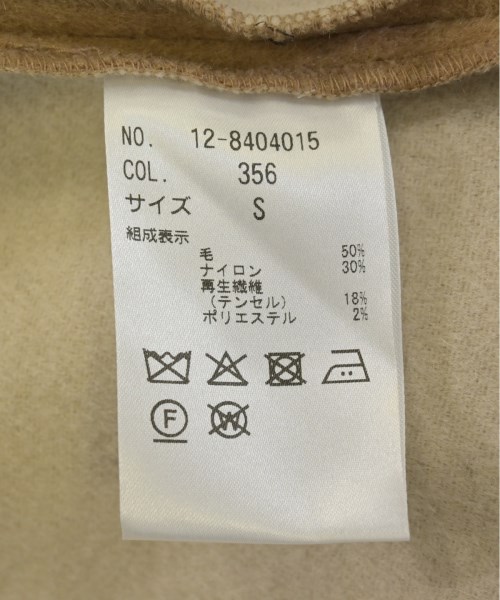 NO. 12-8404015
COL. 356
サイズ S
組成表示
毛 50%
ナイロン 30%
再生繊維
(テンセル) 18%
ポリエステル 2%
F W